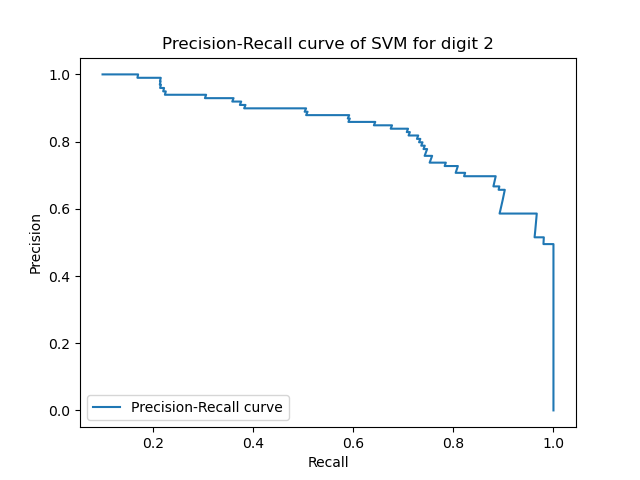 Precision-Recall curve of SVM for digit 2
1.0
0.8
0.6
0.4
0.2
0.0
Precision
Precision-Recall curve
0.2 0.4 0.6 0.8 1.0
Recall